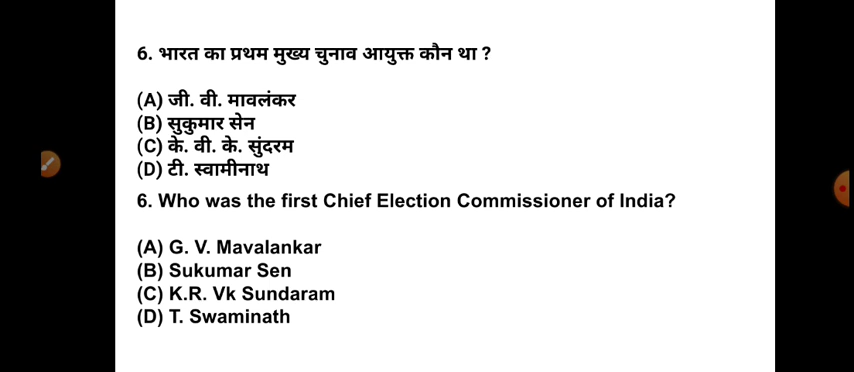 6. भारत का प्रथम मुख्य चुनाव आयुक्त कौन था ?
(A) जी. वी. मावलंकर
(B) सुकुमार सेन
(C) के. वी. के. सुंदरम
(D) टी. स्वामीनाथ
6. Who was the first Chief Election Commissioner of India?
(A) G. V. Mavalankar
(B) Sukumar Sen
(C) K.R. Vk Sundaram
(D) T. Swaminath